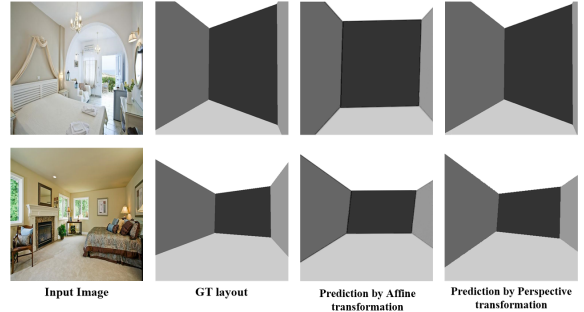 Input Image
GT layout
Prediction by Affine
transformation
Prediction by Perspective
transformation